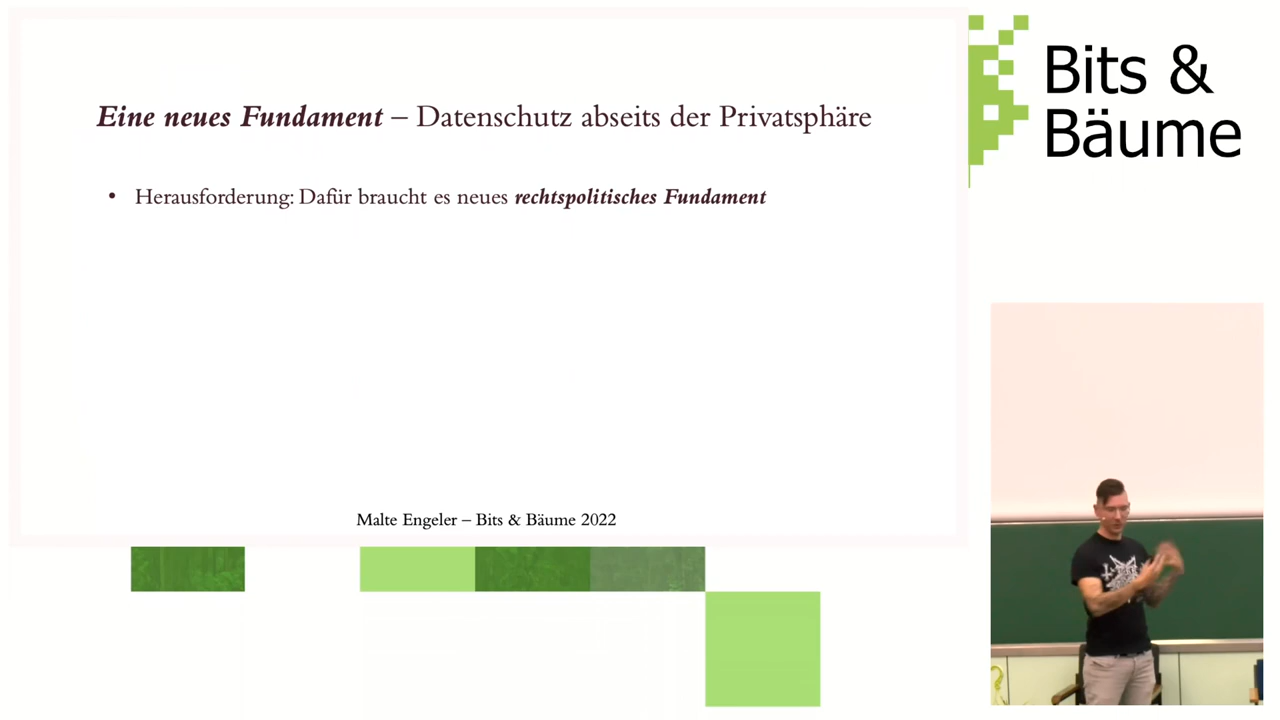 Eine neues Fundament – Datenschutz abseits der Privatsphäre
• Herausforderung: Dafür braucht es neues rechtspolitisches Fundament
Malte Engeler – Bits & Bäume 2022
Bits &
Bäume